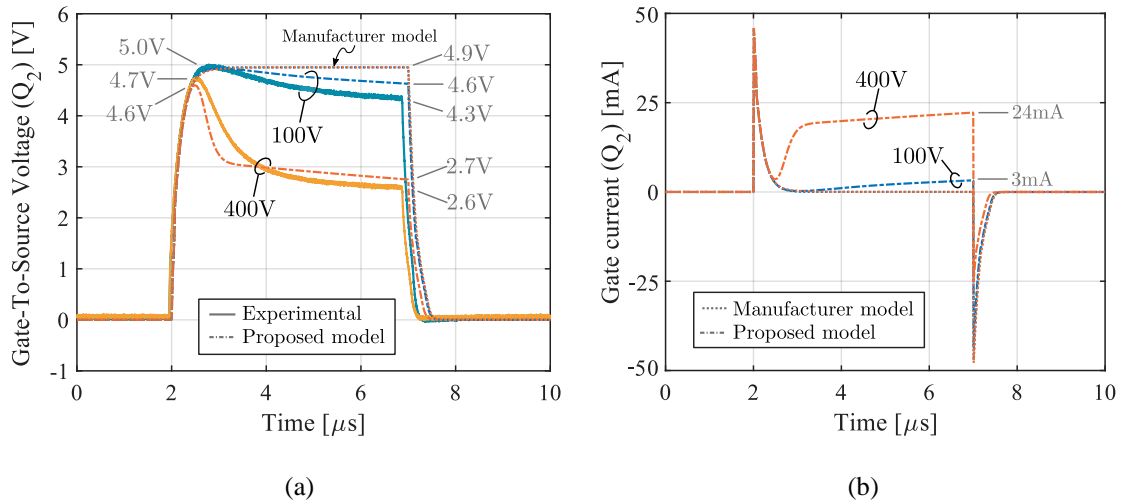 Gate-To-Source Voltage (Q₂) [V]
6
5
4
3
2
1
0
-1
5.0V
4.7V
4.6V
Manufacturer model
4.9V
4.6V
4.3V
100V
2.7V
2.6V
400V
Experimental
Proposed model
0
2
4
6
8
10
Time [μs]
(a)
Gate current (Q₂) [mA]
50
25
0
-25
-50
400V
24mA
100V
3mA
Manufacturer model
Proposed model
0
2
4
6
8
10
Time [μs]
(b)